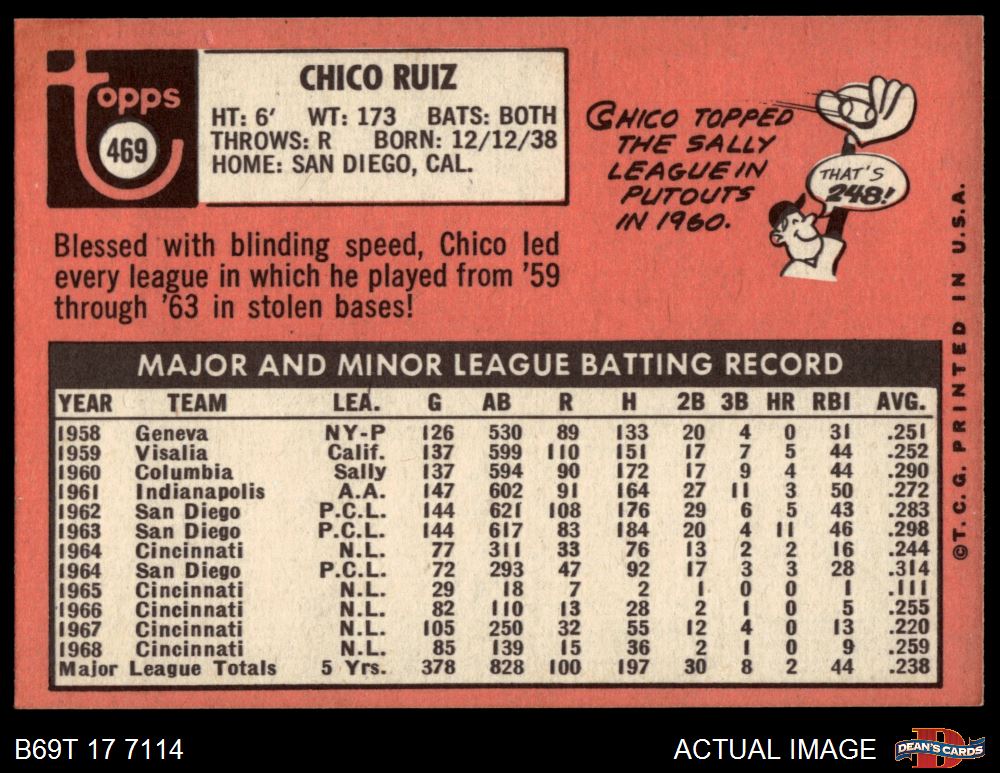 topps
469
CHICO RUIZ
HT: 6' WT: 173 BATS: BOTH
THROWS: R BORN: 12/12/38
HOME: SAN DIEGO, CAL.
CHICO TOPPED
THE SALLY
LEAGUE IN
PUTOUTS
IN 1960.
THAT'S
248!
Blessed with blinding speed, Chico led
every league in which he played from '59
through '63 in stolen bases!
MAJOR AND MINOR LEAGUE BATTING RECORD
YEAR TEAM LEA. G AB R H 2B 3B HR RBI AVG.
1958 Geneva NY-P 126 530 89 133 20 4 0 31 .251
1959 Visalia Calif. 137 599 110 151 17 7 5 44 .252
1960 Columbia Sally 137 594 90 172 17 9 4 44 .290
1961 Indianapolis A.A. 147 602 91 164 27 11 3 50 .272
1962 San Diego P.C.L. 144 621 108 176 29 6 5 43 .283
1963 San Diego P.C.L. 144 617 83 184 20 4 11 46 .298
1964 Cincinnati N.L. 77 311 33 76 13 2 2 16 .244
1964 San Diego P.C.L. 72 293 47 92 17 3 3 28 .314
1965 Cincinnati N.L. 29 18 7 2 1 0 0 1 .111
1966 Cincinnati N.L. 82 110 13 28 2 1 0 5 .255
1967 Cincinnati N.L. 105 250 32 55 12 4 0 13 .220
1968 Cincinnati N.L. 85 139 15 36 2 1 0 9 .259
Major League Totals 5 Yrs. 378 828 100 197 30 8 2 44 .238
©T.C.G. PRINTED IN U.S.A.
B69T 17 7114
ACTUAL IMAGE
D
DEAN'S CARDS